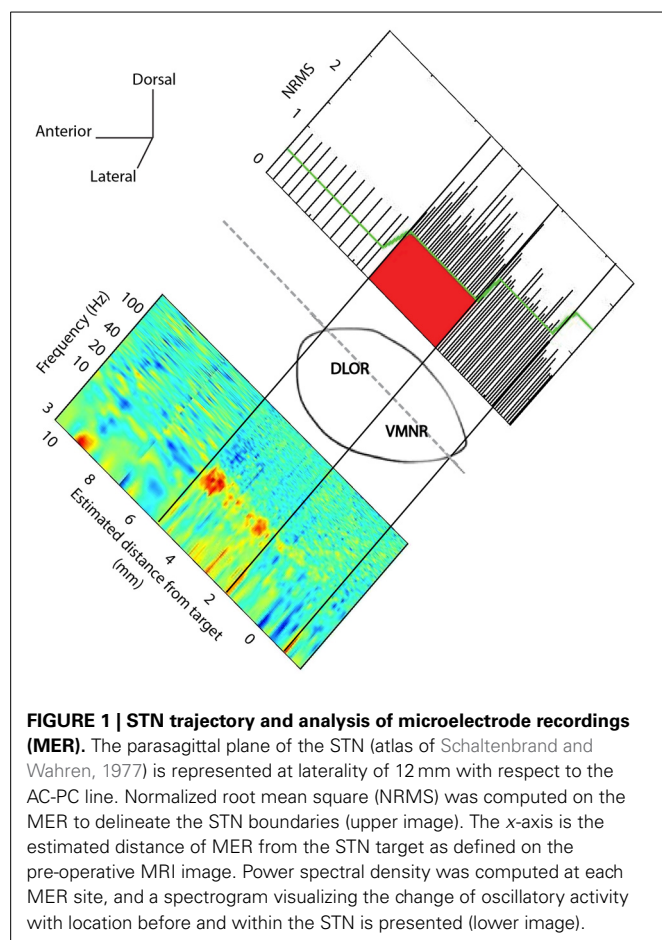 Dorsal
Anterior
Lateral
NRMS
2
1
0
Frequency (Hz)
100
40
20
10
3
10
8
6
4
2
0
Estimated distance from target
(mm)
DLOR
VMNR
FIGURE 1 | STN trajectory and analysis of microelectrode recordings
(MER). The parasagittal plane of the STN (atlas of Schaltenbrand and
Wahren, 1977) is represented at laterality of 12 mm with respect to the
AC-PC line. Normalized root mean square (NRMS) was computed on the
MER to delineate the STN boundaries (upper image). The x-axis is the
estimated distance of MER from the STN target as defined on the
pre-operative MRI image. Power spectral density was computed at each
MER site, and a spectrogram visualizing the change of oscillatory activity
with location before and within the STN is presented (lower image).